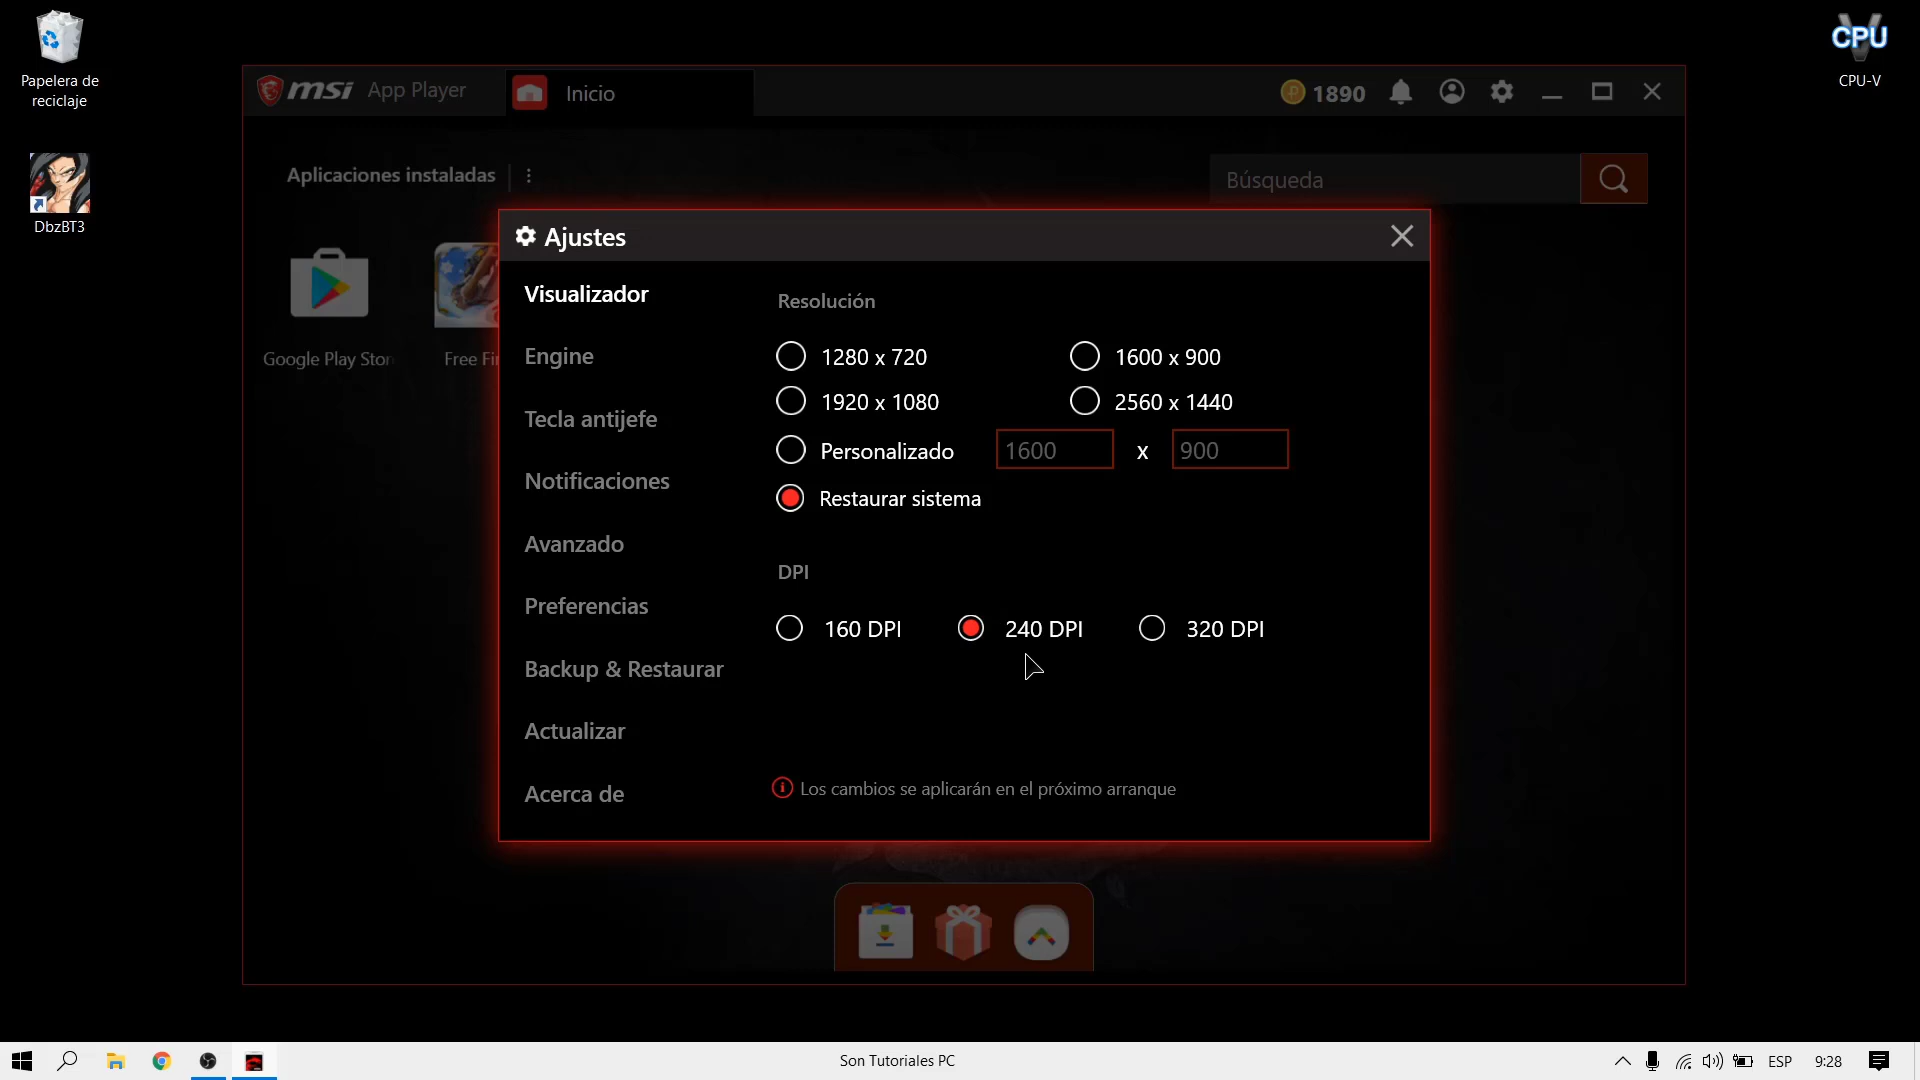 Papelera de
reciclaje
DbzBT3
CPU
CPU-V
msi App Player
Inicio
1890
Aplicaciones instaladas
Búsqueda
Google Play Stor
Free Fi
Ajustes
Visualizador
Engine
Tecla antijefe
Notificaciones
Avanzado
Preferencias
Backup & Restaurar
Actualizar
Acerca de
Resolución
1280 x 720
1600 x 900
1920 x 1080
2560 x 1440
Personalizado 1600 x 900
Restaurar sistema
DPI
160 DPI 240 DPI 320 DPI
Los cambios se aplicarán en el próximo arranque
Son Tutoriales PC
ESP
9:28